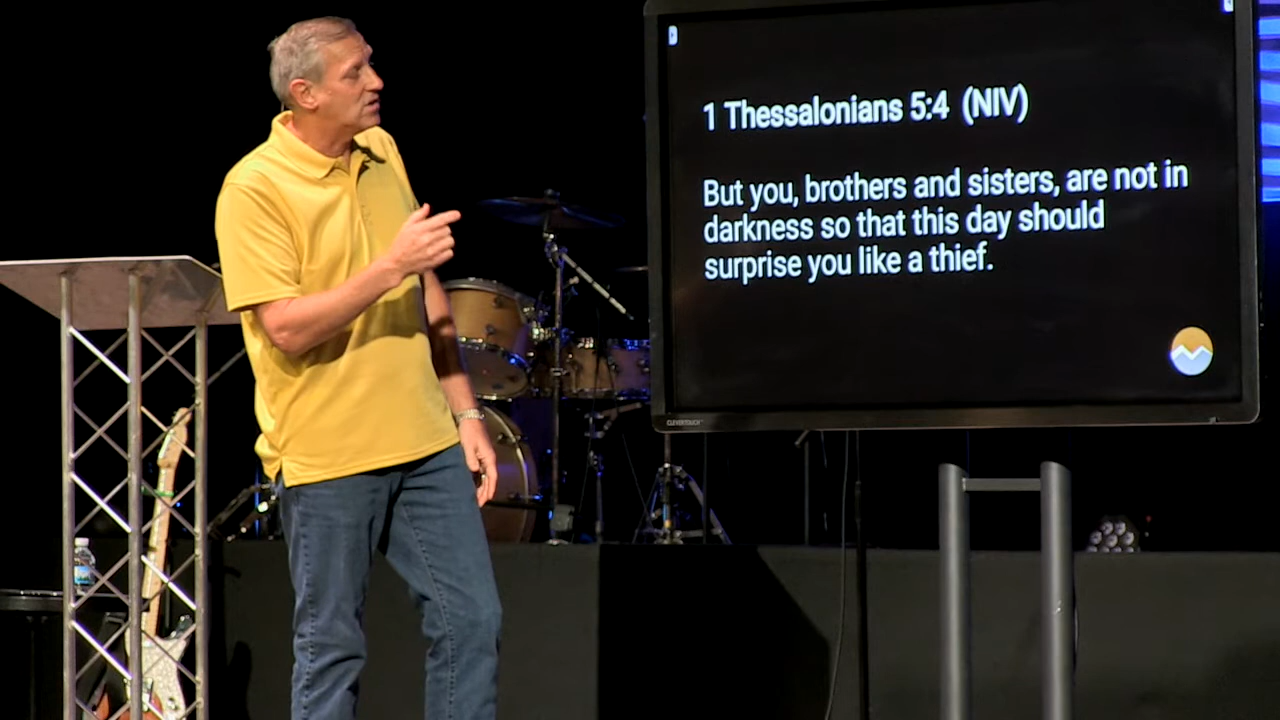 1 Thessalonians 5:4 (NIV)
But you, brothers and sisters, are not in
darkness so that this day should
surprise you like a thief.
CLEVERTOUCH